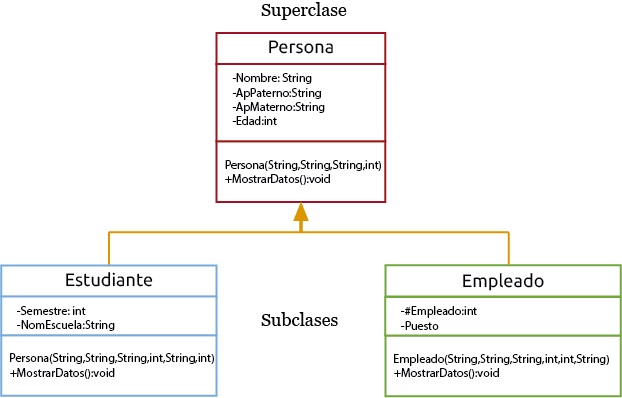 Superclase
Persona
-Nombre: String
-ApPaterno:String
-ApMaterno:String
-Edad:int
Persona(String,String,String,int)
+MostrarDatos():void
Estudiante
-Semestre: int
-NomEscuela:String
Persona(String,String,String,int,String,int)
+MostrarDatos():void
Subclases
Empleado
-#Empleado:int
-Puesto
Empleado(String,String,String,int,int,String)
+MostrarDatos():void